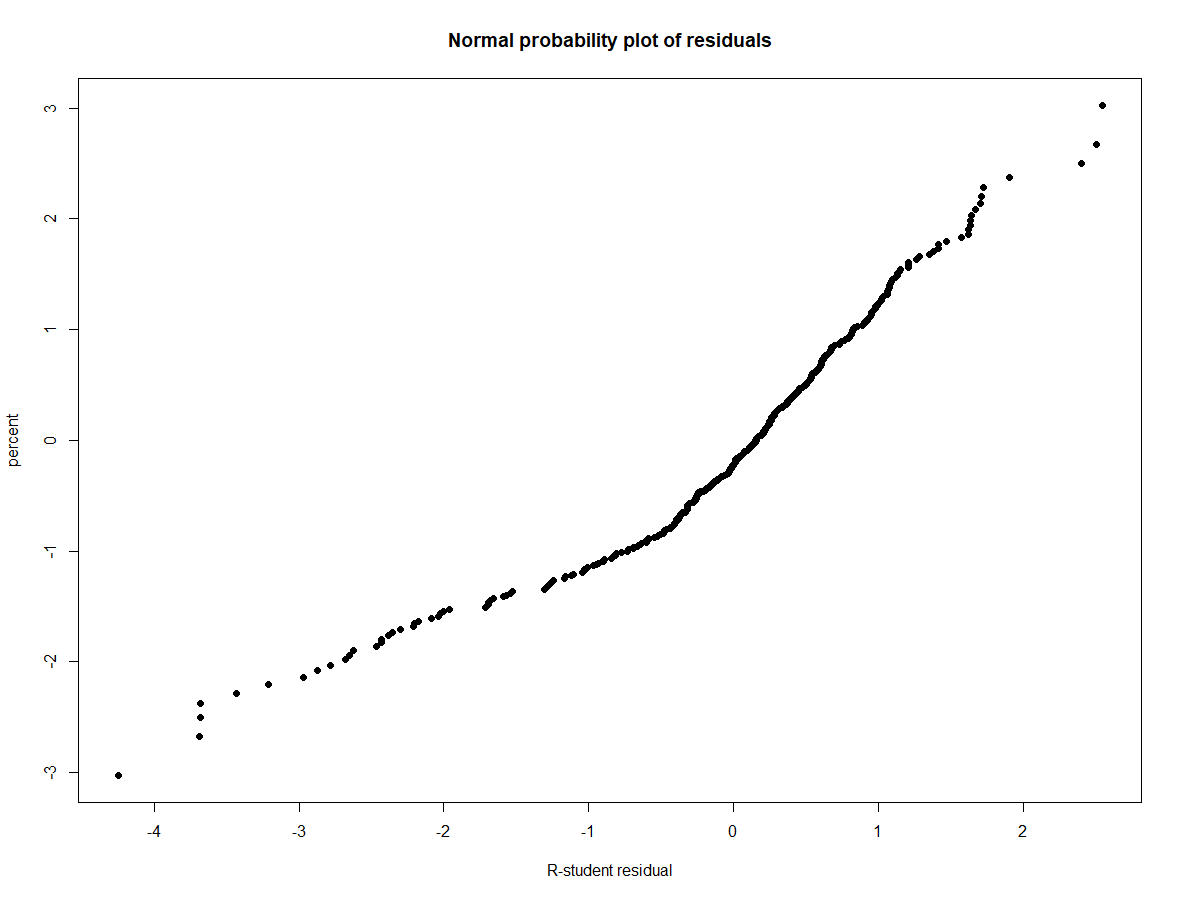 Normal probability plot of residuals
percent
3
2
1
0
-1
-2
-3
-4 -3 -2 -1 0 1 2
R-student residual